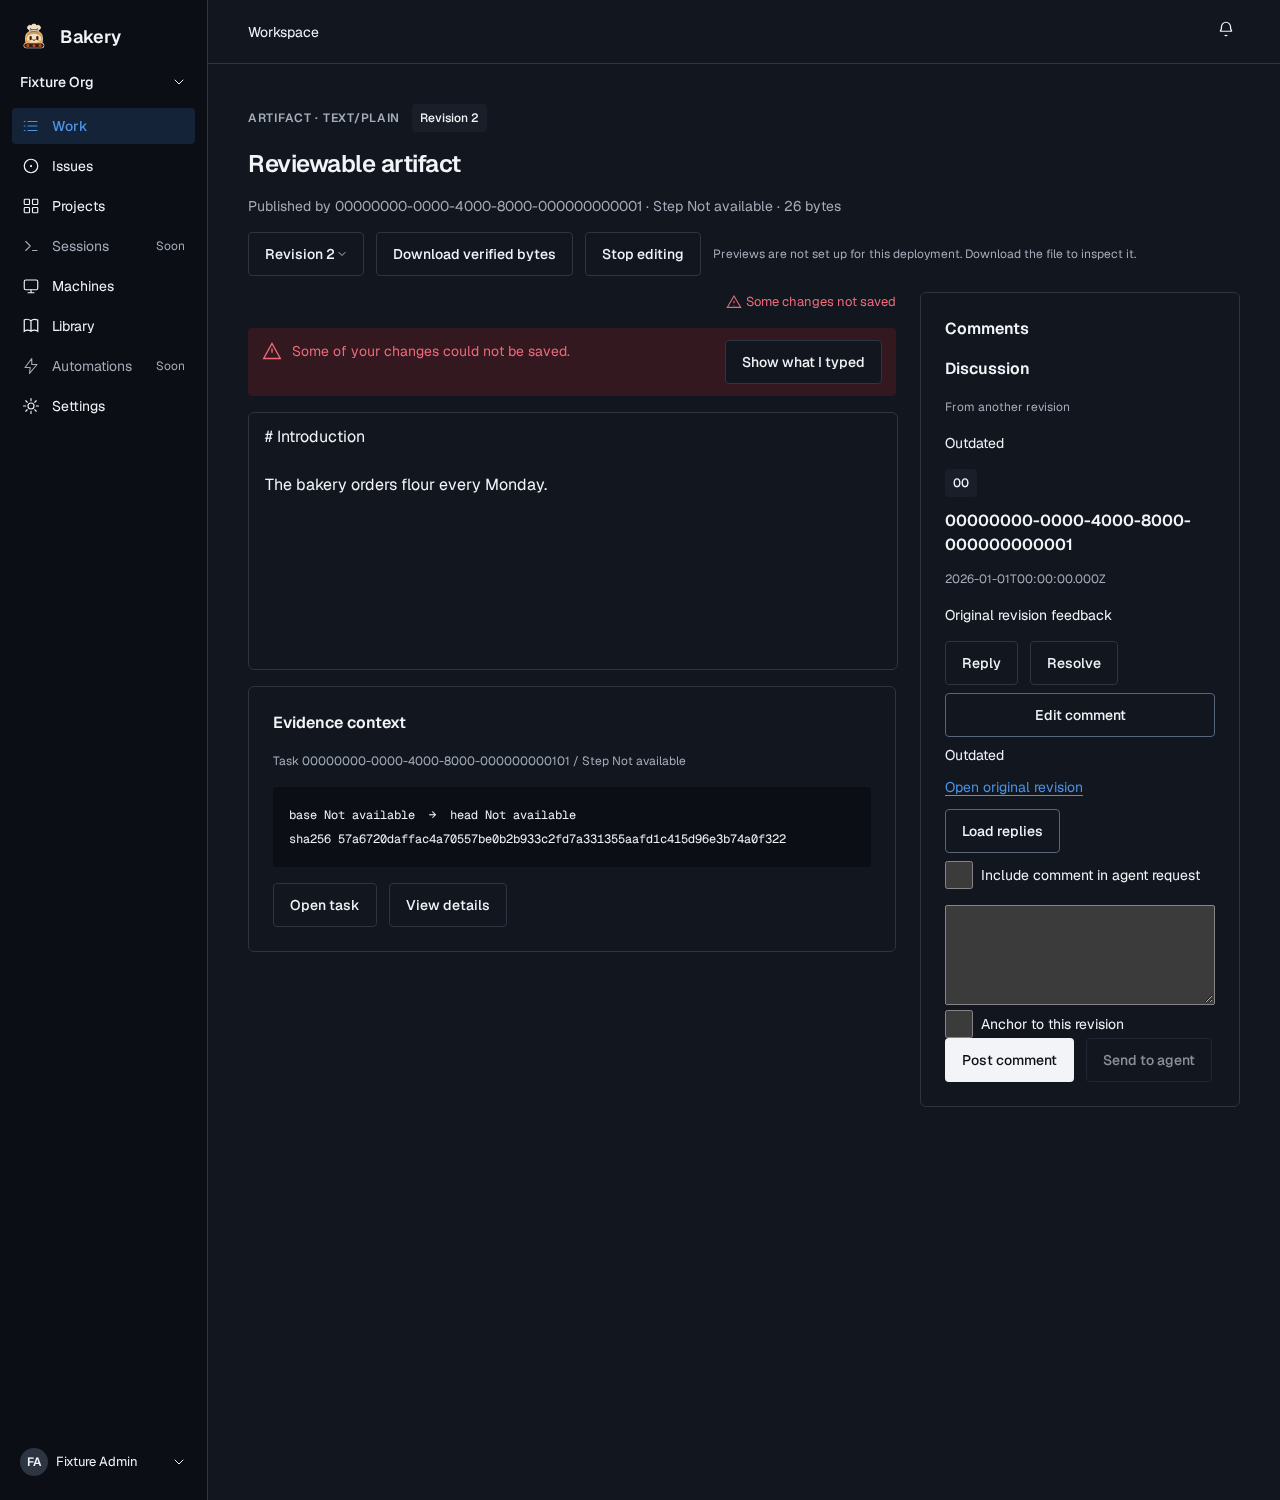 Bakery
Fixture Org
Work
Issues
Projects
Sessions Soon
Machines
Library
Automations Soon
Settings
FA Fixture Admin
Workspace
ARTIFACT · TEXT/PLAIN Revision 2
Reviewable artifact
Published by 00000000-0000-4000-8000-000000000001 · Step Not available · 26 bytes
Revision 2 Download verified bytes Stop editing Previews are not set up for this deployment. Download the file to inspect it.
Some changes not saved
Some of your changes could not be saved. Show what I typed
# Introduction
The bakery orders flour every Monday.
Evidence context
Task 00000000-0000-4000-8000-000000000101 / Step Not available
base Not available → head Not available
sha256 57a6720daffac4a70557be0b2b933c2fd7a331355aafd1c415d96e3b74a0f322
Open task View details
Comments
Discussion
From another revision
Outdated
00
00000000-0000-4000-8000-
000000000001
2026-01-01T00:00:00.000Z
Original revision feedback
Reply Resolve
Edit comment
Outdated
Open original revision
Load replies
Include comment in agent request
Anchor to this revision
Post comment Send to agent